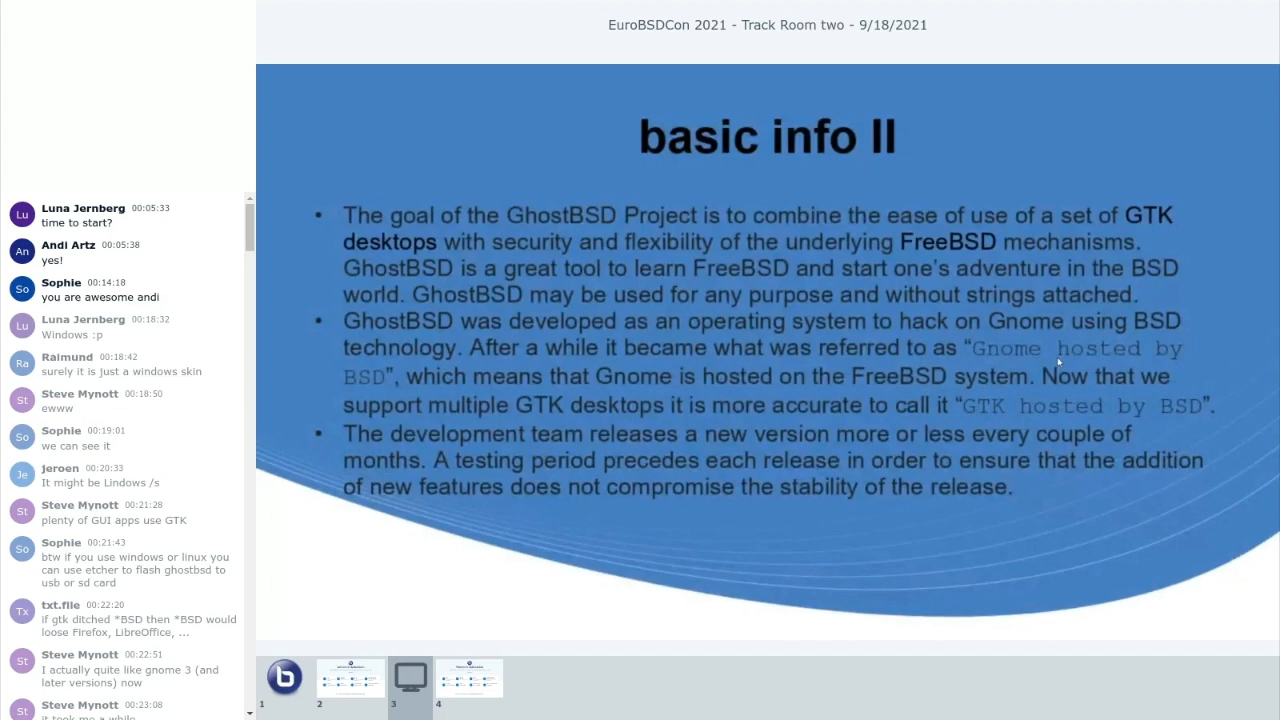 EuroBSDCon 2021 - Track Room two - 9/18/2021
Lu
Luna Jernberg 00:05:33
time to start?
An
Andi Artz 00:05:38
yes!
So
Sophie 00:14:18
you are awesome andi
Lu
Luna Jernberg 00:18:32
Windows :p
Ra
Raimund 00:18:42
surely it is just a windows skin
St
Steve Mynott 00:18:50
ewww
So
Sophie 00:19:01
we can see it
Je
jeroen 00:20:33
It might be Lindows /s
St
Steve Mynott 00:21:28
plenty of GUI apps use GTK
So
Sophie 00:21:43
btw if you use windows or linux you
can use etcher to flash ghostbsd to
usb or sd card
Tx
txt.file 00:22:20
if gtk ditched *BSD then *BSD would
loose Firefox, LibreOffice, ...
St
Steve Mynott 00:22:51
I actually quite like gnome 3 (and
later versions) now
St
Steve Mynott 00:23:08
it took me a while
basic info II
• The goal of the GhostBSD Project is to combine the ease of use of a set of GTK
desktops with security and flexibility of the underlying FreeBSD mechanisms.
GhostBSD is a great tool to learn FreeBSD and start one's adventure in the BSD
world. GhostBSD may be used for any purpose and without strings attached.
• GhostBSD was developed as an operating system to hack on Gnome using BSD
technology. After a while it became what was referred to as “Gnome hosted by
BSD”, which means that Gnome is hosted on the FreeBSD system. Now that we
support multiple GTK desktops it is more accurate to call it “GTK hosted by BSD”.
• The development team releases a new version more or less every couple of
months. A testing period precedes each release in order to ensure that the addition
of new features does not compromise the stability of the release.
b
1
2
3
4